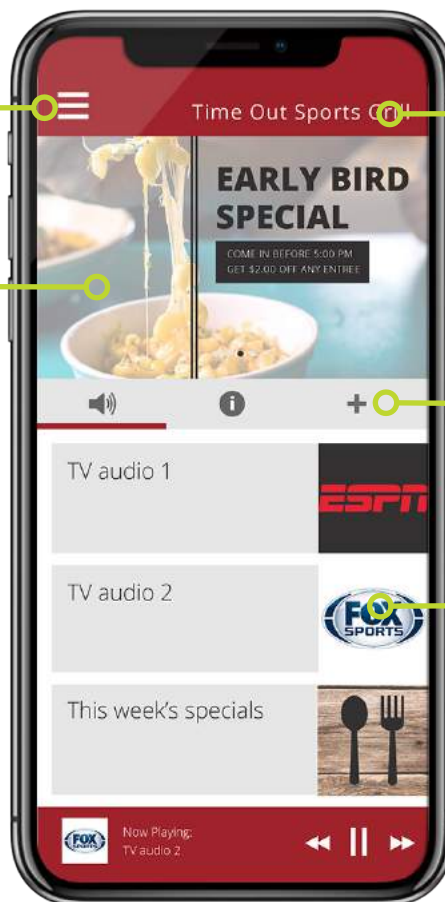 Time Out Sports Grill
EARLY BIRD
SPECIAL
COME IN BEFORE 5:00 PM
GET $2.00 OFF ANY ENTREE
TV audio 1
ESPN
TV audio 2
FOX
SPORTS
This week's specials
FOX
SPORTS
Now Playing:
TV audio 2